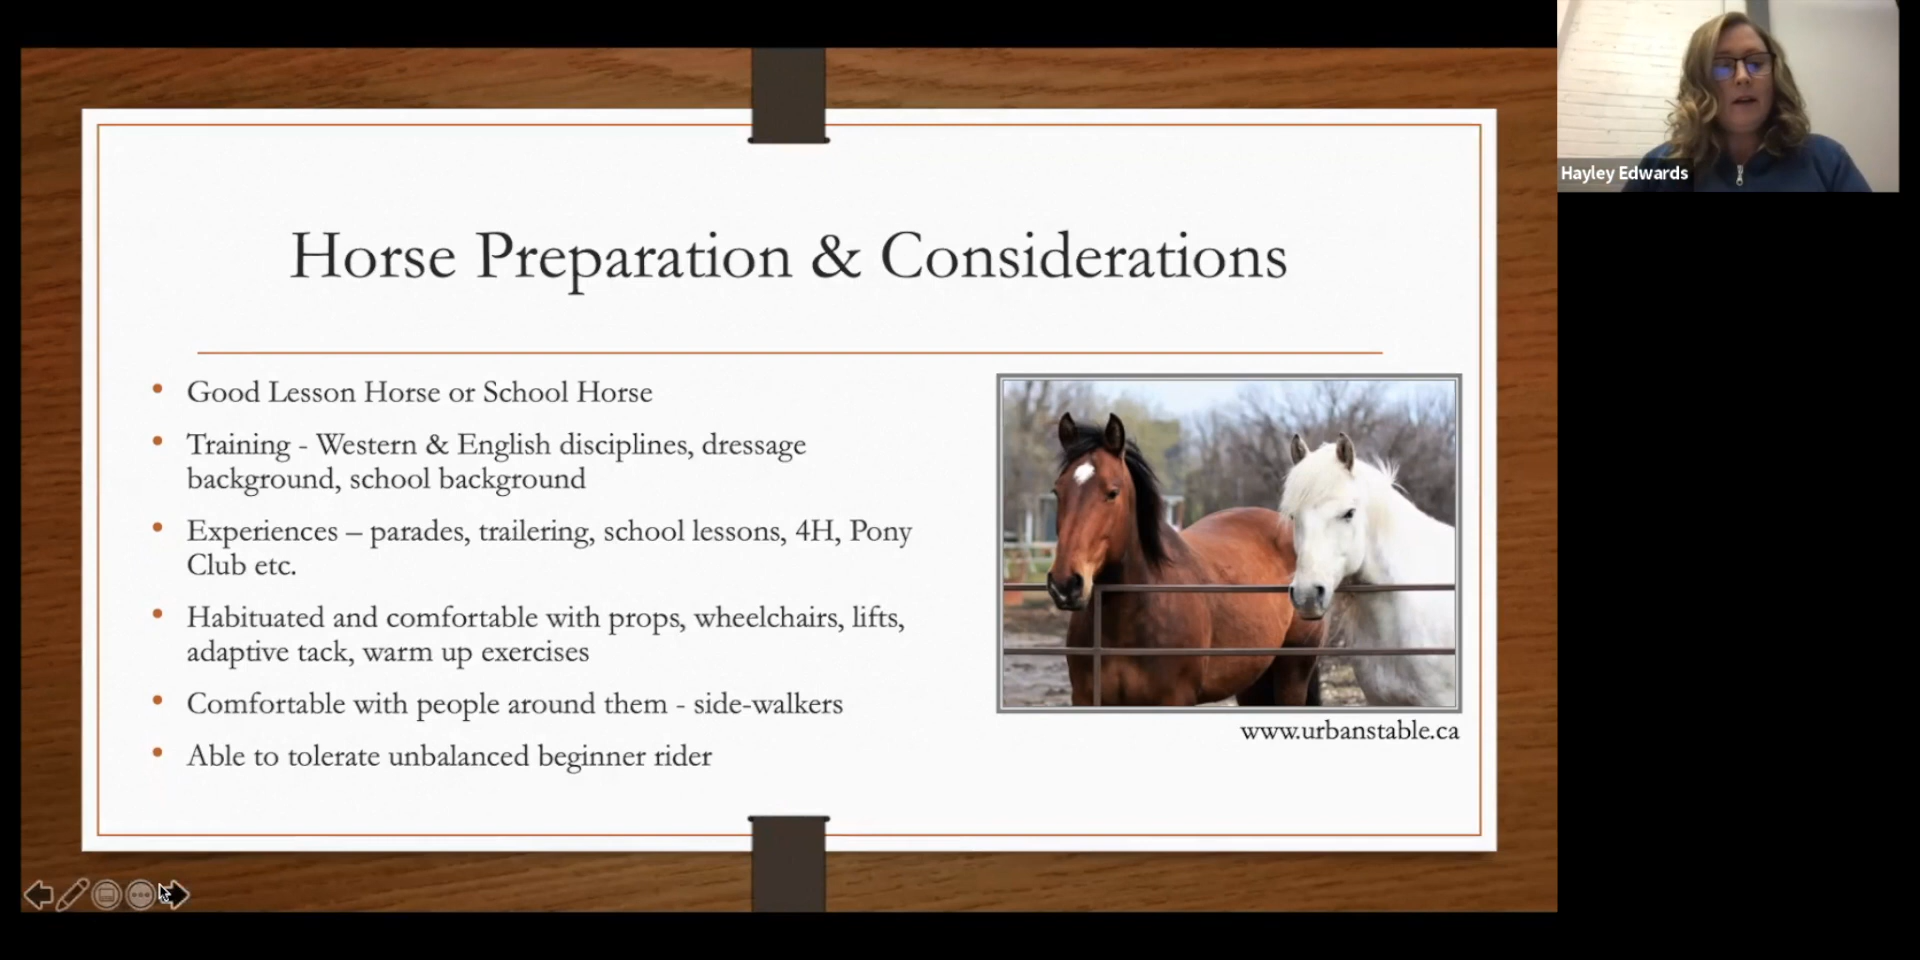 Horse Preparation & Considerations
Good Lesson Horse or School Horse
Training - Western & English disciplines, dressage
background, school background
Experiences – parades, trailering, school lessons, 4H, Pony
Club etc.
Habituated and comfortable with props, wheelchairs, lifts,
adaptive tack, warm up exercises
Comfortable with people around them - side-walkers
Able to tolerate unbalanced beginner rider
www.urbanstable.ca
Hayley Edwards